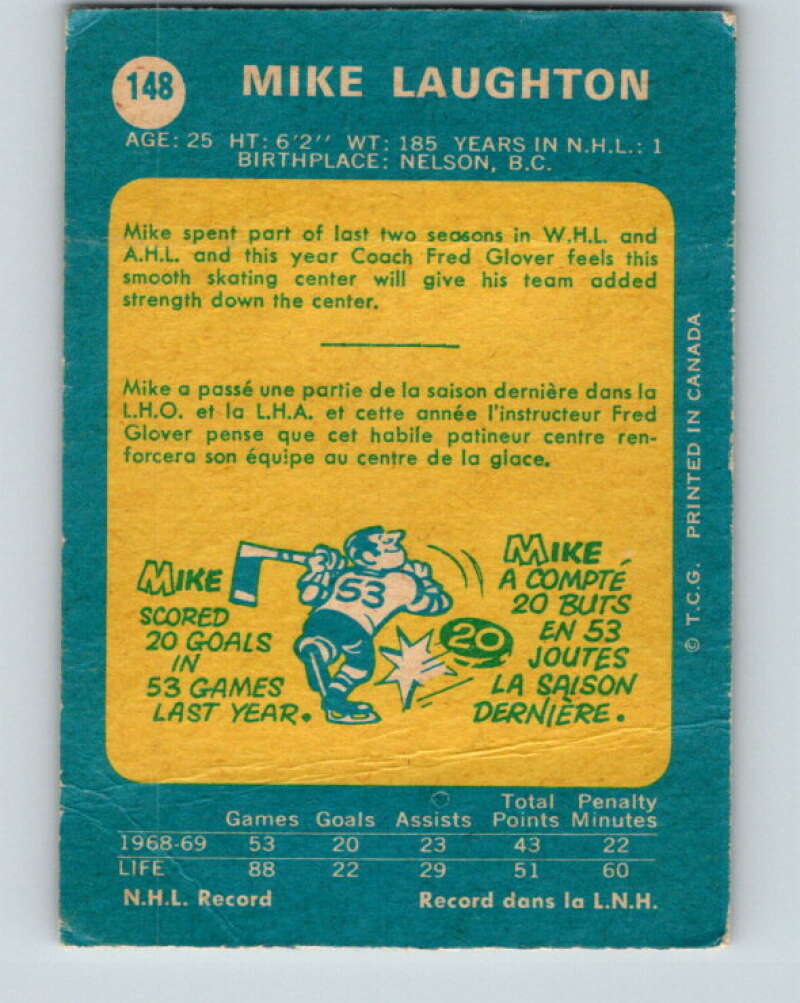 148
MIKE LAUGHTON
AGE: 25 HT: 6'2'' WT: 185 YEARS IN N.H.L.: 1
BIRTHPLACE: NELSON, B.C.
Mike spent part of last two seasons in W.H.L. and
A.H.L. and this year Coach Fred Glover feels this
smooth skating center will give his team added
strength down the center.
Mike a passé une partie de la saison dernière dans la
L.H.O. et la L.H.A. et cette année l'instructeur Fred
Glover pense que cet habile patineur centre ren-
forcera son équipe au centre de la glace.
MIKE
SCORED
20 GOALS
IN
53 GAMES
LAST YEAR.
53
20
MIKE
A COMPTÉ
20 BUTS
EN 53
JOUTES
LA SAISON
DERNIÈRE.
© T.C.G. PRINTED IN CANADA
Total Penalty
Games Goals Assists Points Minutes
1968-69 53 20 23 43 22
LIFE 88 22 29 51 60
N.H.L. Record Record dans la L.N.H.